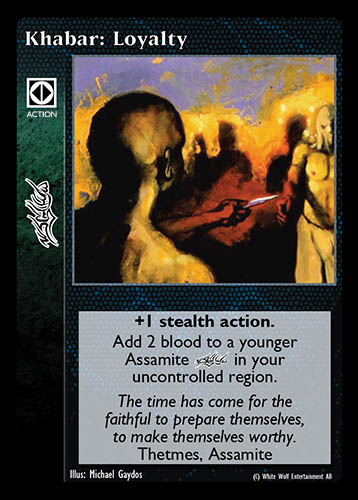 Khabar: Loyalty
ACTION
+1 stealth action.
Add 2 blood to a younger
Assamite in your
uncontrolled region.
The time has come for the
faithful to prepare themselves,
to make themselves worthy.
Thetmes, Assamite
Illus: Michael Gaydos
(C) White Wolf Entertainment AB